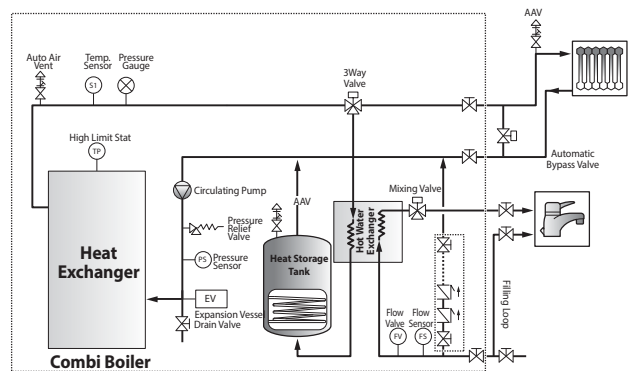 AAV
Auto Air
Vent
Temp.
Sensor
Pressure
Gauge
S1
3Way
Valve
High Limit Stat
TP
Automatic
Bypass Valve
Circulating Pump
AAV
Mixing Valve
Pressure
Relief
Valve
Hot Water
Exchanger
Heat
Exchanger
PS
Pressure
Sensor
Heat Storage
Tank
EV
Expansion Vesse
Drain Valve
Flow
Valve
Flow
Sensor
FV
FS
Filling Loop
Combi Boiler